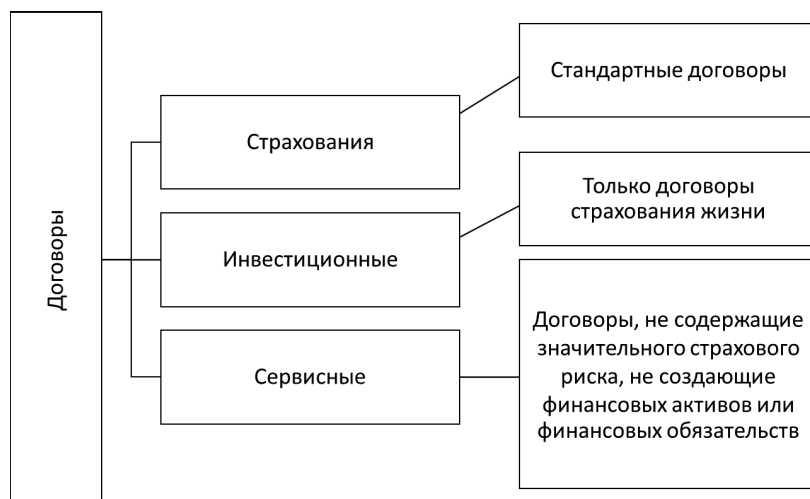 Договоры
Страхования
Стандартные договоры
Инвестиционные
Только договоры
страхования жизни
Сервисные
Договоры, не содержащие
значительного страхового
риска, не создающие
финансовых активов или
финансовых обязательств